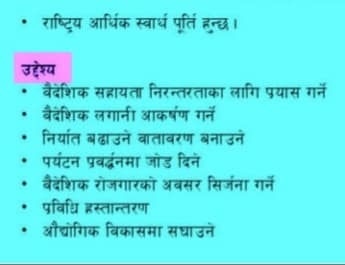 • राष्ट्रिय आर्थिक स्वार्थ पूर्ति हुन्छ ।
उद्देश्य
• वैदेशिक सहायता निरन्तरताका लागि प्रयास गर्ने
• वैदेशिक लगानी आकर्षण गर्ने
• निर्यात बढाउने वातावरण बनाउने
• पर्यटन प्रवर्द्धनमा जोड दिने
• वैदेशिक रोजगारको अवसर सिर्जना गर्ने
• प्रविधि हस्तान्तरण
• औद्योगिक विकासमा सघाउने